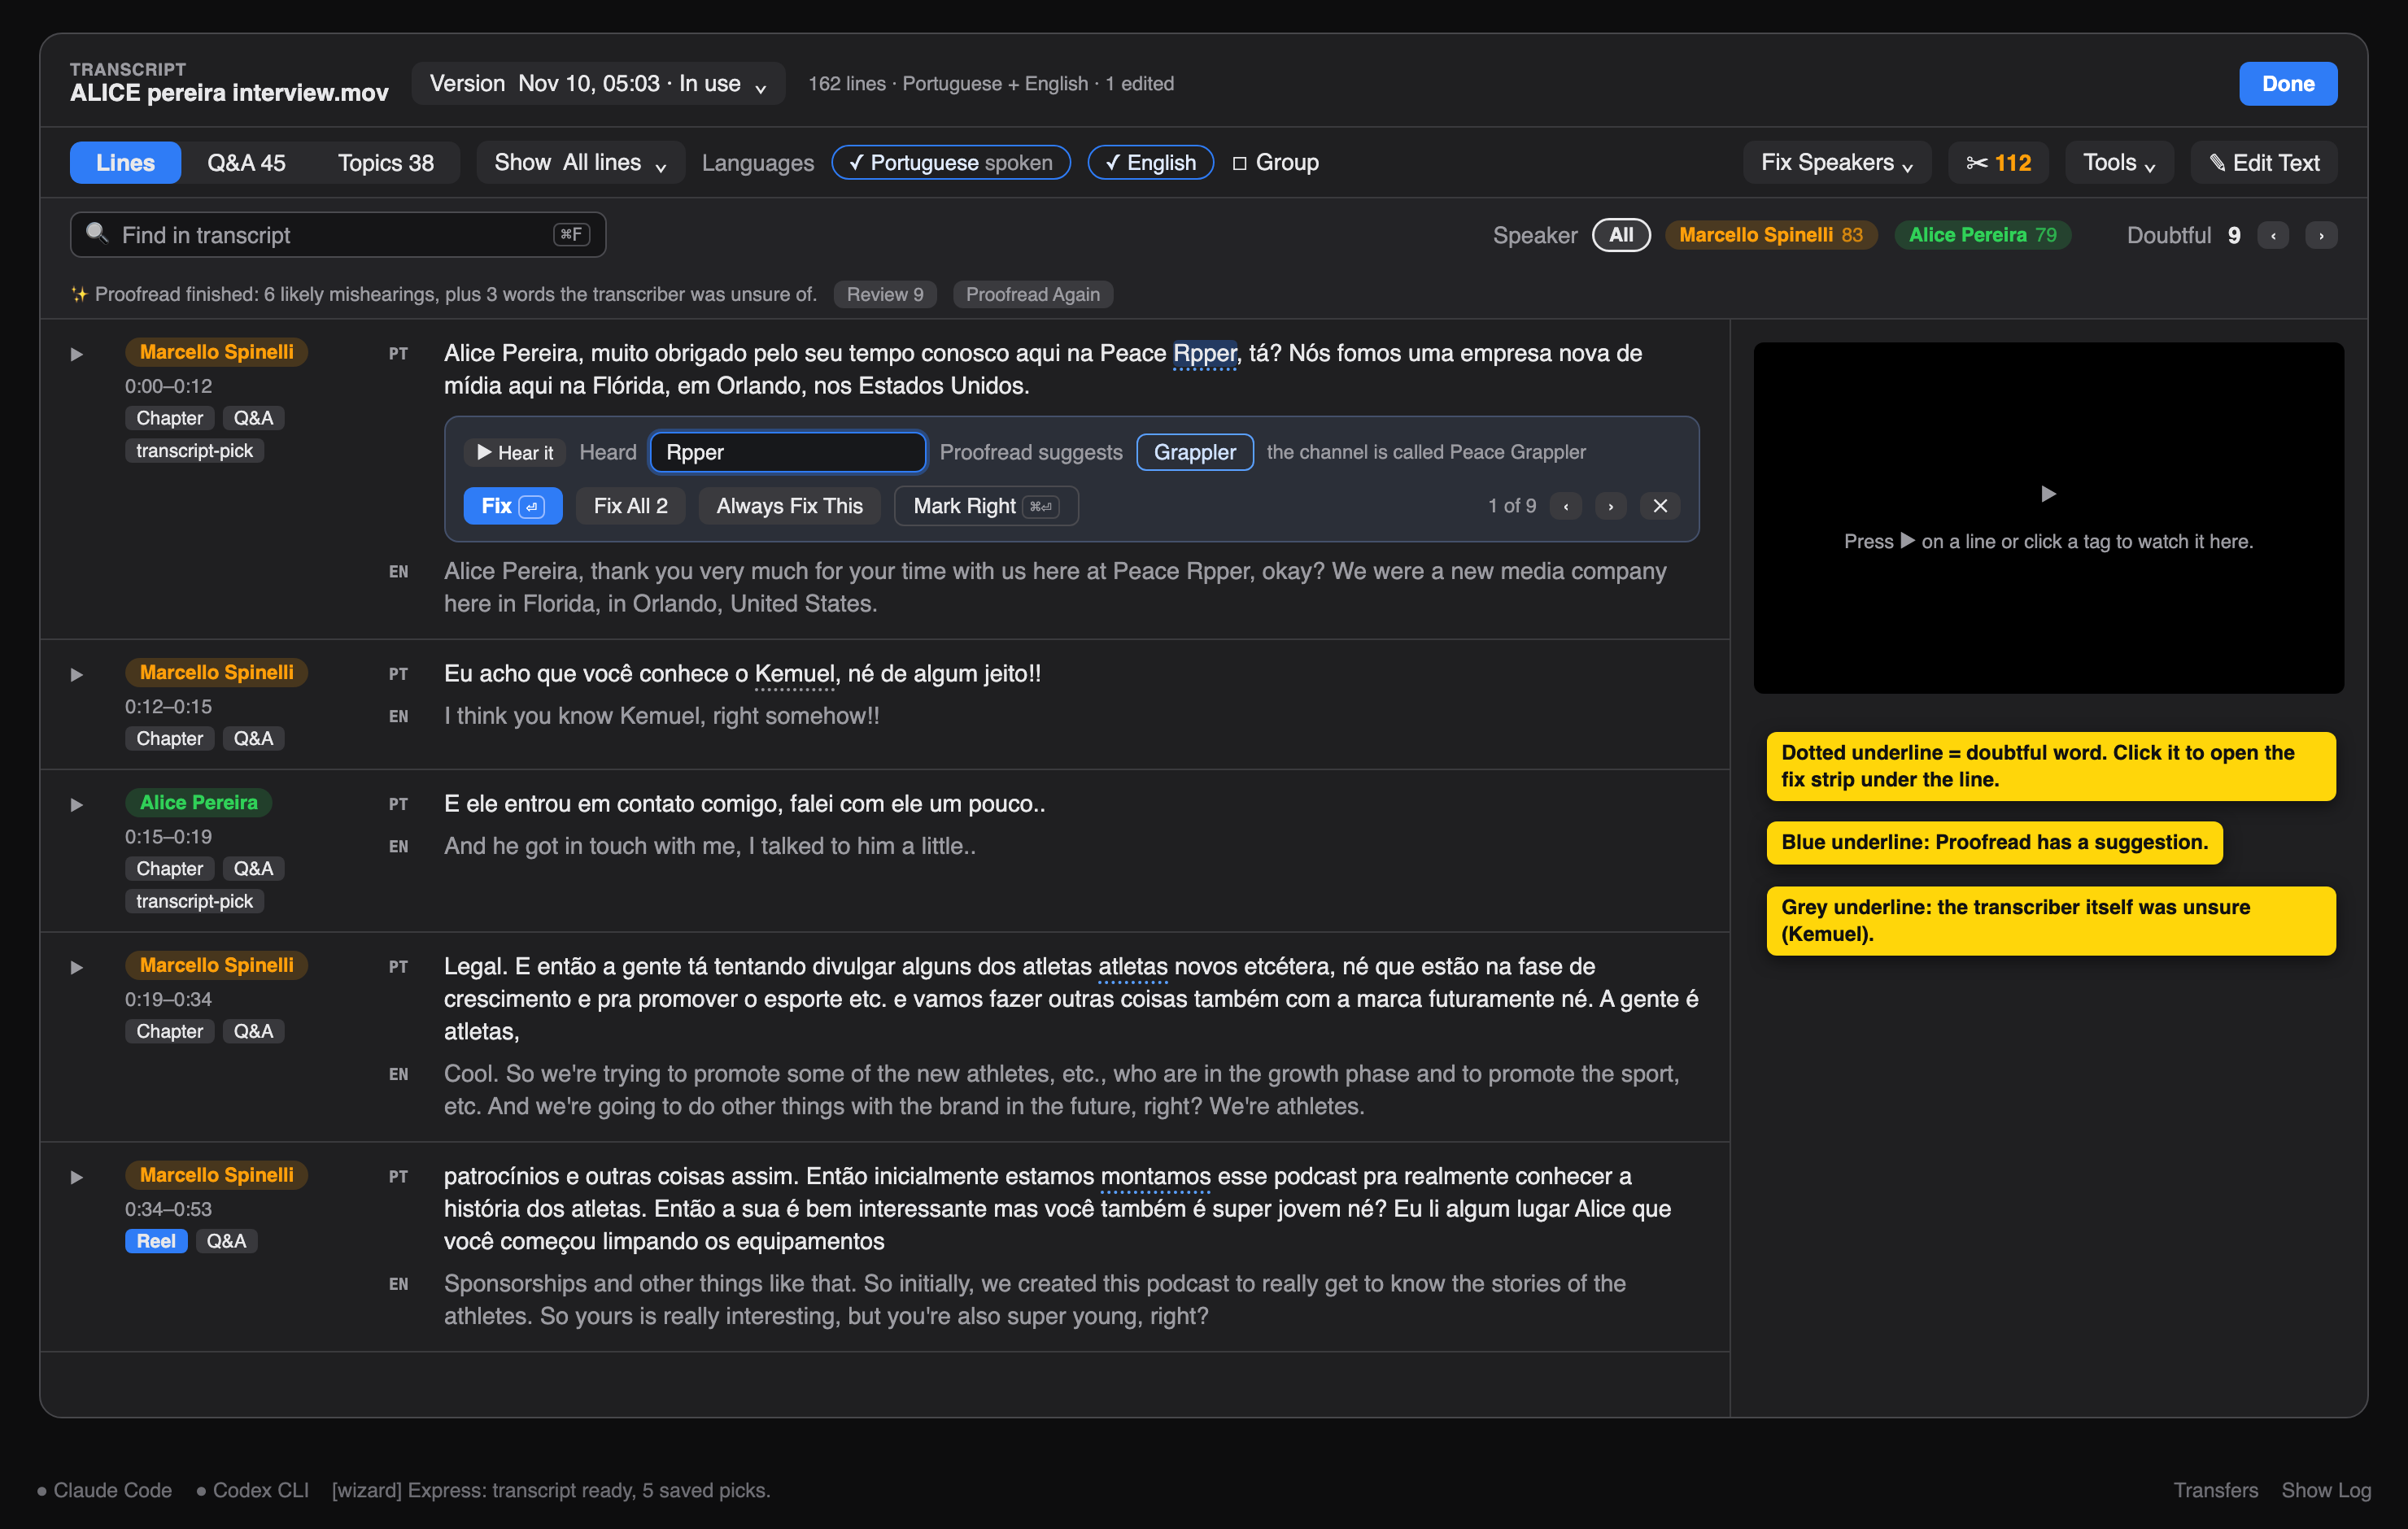 TRANSCRIPT
ALICE pereira interview.mov
Version Nov 10, 05:03 · In use
162 lines · Portuguese + English · 1 edited
Done
Lines
Q&A 45
Topics 38
Show All lines
Languages
✓ Portuguese spoken
✓ English
Group
Fix Speakers
112
Tools
Edit Text
Find in transcript
⌘F
Speaker
All
Marcello Spinelli 83
Alice Pereira 79
Doubtful 9
Proofread finished: 6 likely mishearings, plus 3 words the transcriber was unsure of.
Review 9
Proofread Again
Marcello Spinelli
0:00–0:12
Chapter
Q&A
transcript-pick
PT
Alice Pereira, muito obrigado pelo seu tempo conosco aqui na Peace Rpper, tá? Nós fomos uma empresa nova de
mídia aqui na Flórida, em Orlando, nos Estados Unidos.
Hear it
Heard
Rpper
Proofread suggests
Grappler
the channel is called Peace Grappler
Fix ⏎
Fix All 2
Always Fix This
Mark Right ⌘⏎
1 of 9
EN
Alice Pereira, thank you very much for your time with us here at Peace Rpper, okay? We were a new media company
here in Florida, in Orlando, United States.
Marcello Spinelli
0:12–0:15
Chapter
Q&A
PT
Eu acho que você conhece o Kemuel, né de algum jeito!!
EN
I think you know Kemuel, right somehow!!
Alice Pereira
0:15–0:19
Chapter
Q&A
transcript-pick
PT
E ele entrou em contato comigo, falei com ele um pouco..
EN
And he got in touch with me, I talked to him a little..
Marcello Spinelli
0:19–0:34
Chapter
Q&A
PT
Legal. E então a gente tá tentando divulgar alguns dos atletas atletas novos etcétera, né que estão na fase de
crescimento e pra promover o esporte etc. e vamos fazer outras coisas também com a marca futuramente né. A gente é
atletas,
EN
Cool. So we're trying to promote some of the new athletes, etc., who are in the growth phase and to promote the sport,
etc. And we're going to do other things with the brand in the future, right? We're athletes.
Marcello Spinelli
0:34–0:53
Reel
Q&A
PT
patrocínios e outras coisas assim. Então inicialmente estamos montamos esse podcast pra realmente conhecer a
história dos atletas. Então a sua é bem interessante mas você também é super jovem né? Eu li algum lugar Alice que
você começou limpando os equipamentos
EN
Sponsorships and other things like that. So initially, we created this podcast to really get to know the stories of the
athletes. So yours is really interesting, but you're also super young, right?
Press ▶ on a line or click a tag to watch it here.
Dotted underline = doubtful word. Click it to open the
fix strip under the line.
Blue underline: Proofread has a suggestion.
Grey underline: the transcriber itself was unsure
(Kemuel).
Claude Code
Codex CLI
[wizard] Express: transcript ready, 5 saved picks.
Transfers
Show Log